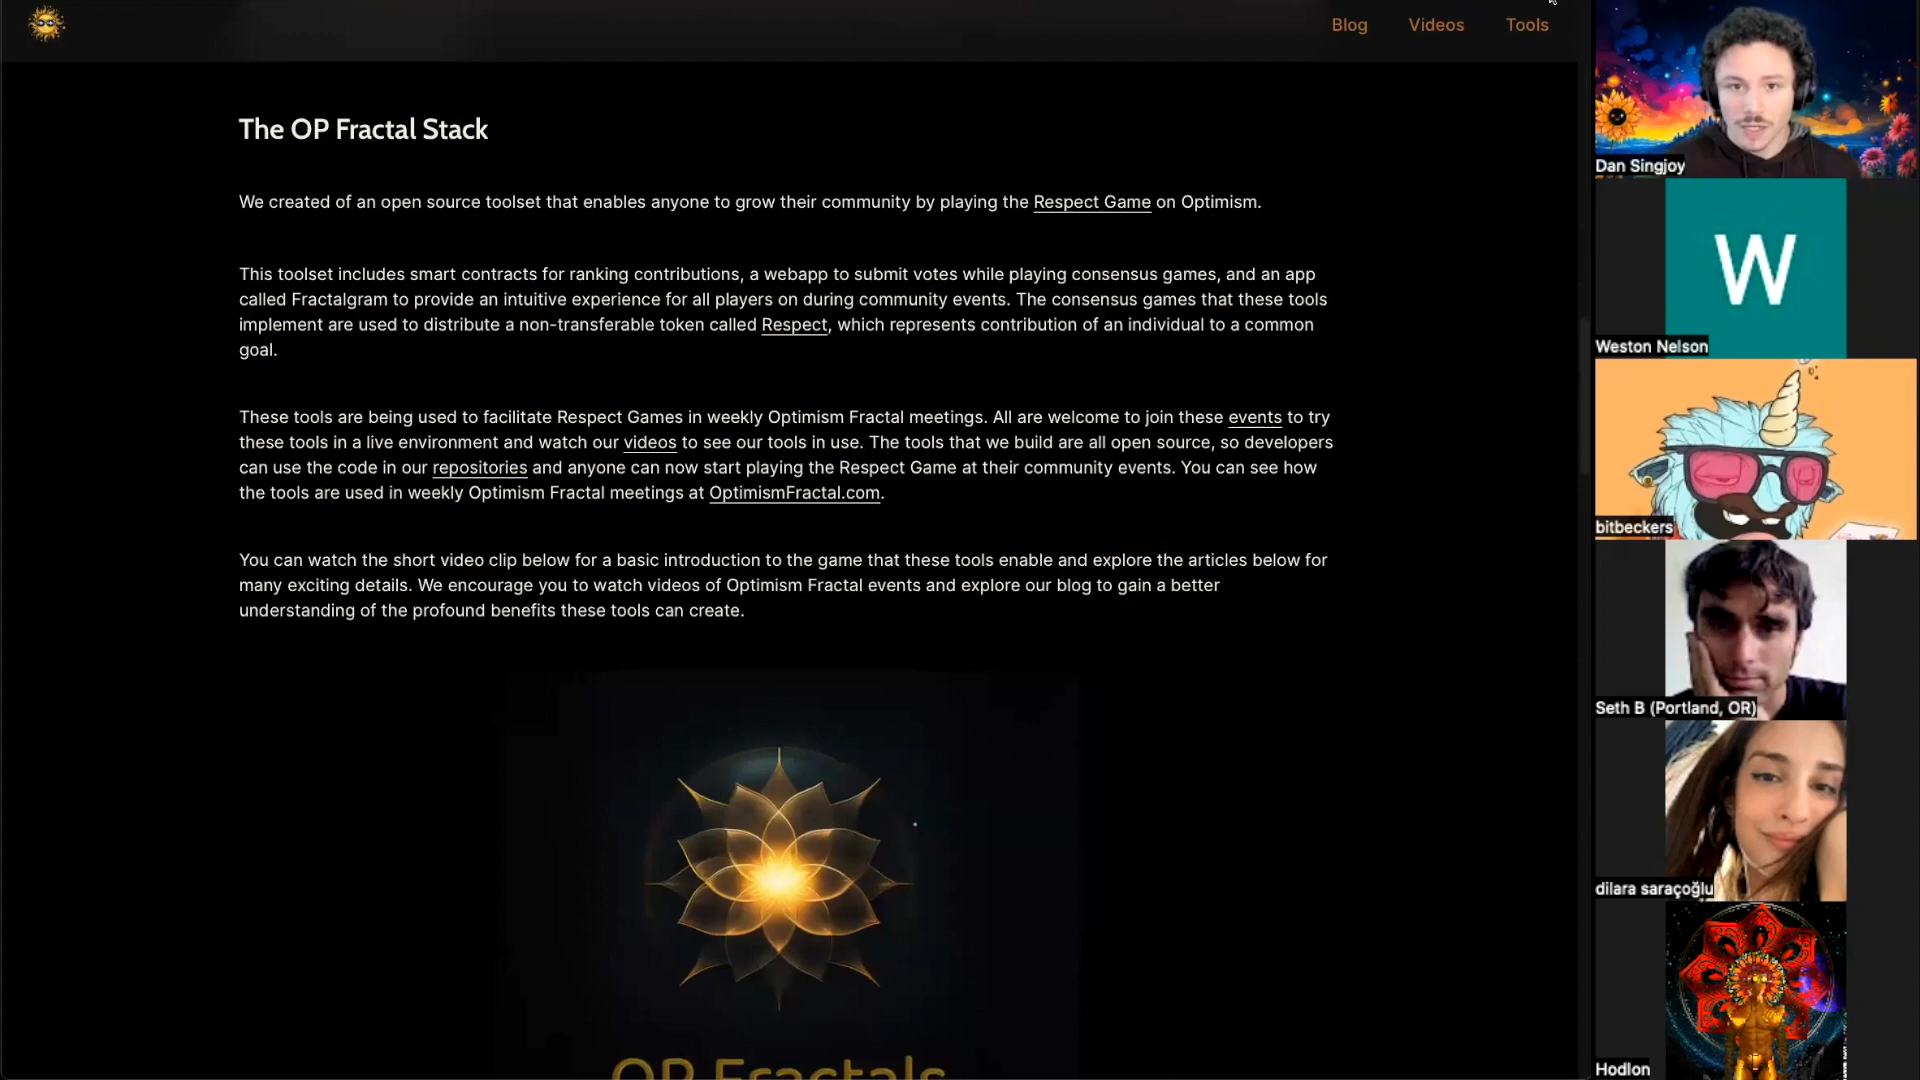 Blog
Videos
Tools
The OP Fractal Stack
We created of an open source toolset that enables anyone to grow their community by playing the Respect Game on Optimism.
This toolset includes smart contracts for ranking contributions, a webapp to submit votes while playing consensus games, and an app
called Fractalgram to provide an intuitive experience for all players on during community events. The consensus games that these tools
implement are used to distribute a non-transferable token called Respect, which represents contribution of an individual to a common
goal.
These tools are being used to facilitate Respect Games in weekly Optimism Fractal meetings. All are welcome to join these events to try
these tools in a live environment and watch our videos to see our tools in use. The tools that we build are all open source, so developers
can use the code in our repositories and anyone can now start playing the Respect Game at their community events. You can see how
the tools are used in weekly Optimism Fractal meetings at OptimismFractal.com.
You can watch the short video clip below for a basic introduction to the game that these tools enable and explore the articles below for
many exciting details. We encourage you to watch videos of Optimism Fractal events and explore our blog to gain a better
understanding of the profound benefits these tools can create.
OP Fractals
Dan Singjoy
W
Weston Nelson
bitbeckers
Seth B (Portland, OR)
dilara saraçoğlu
Hodlon